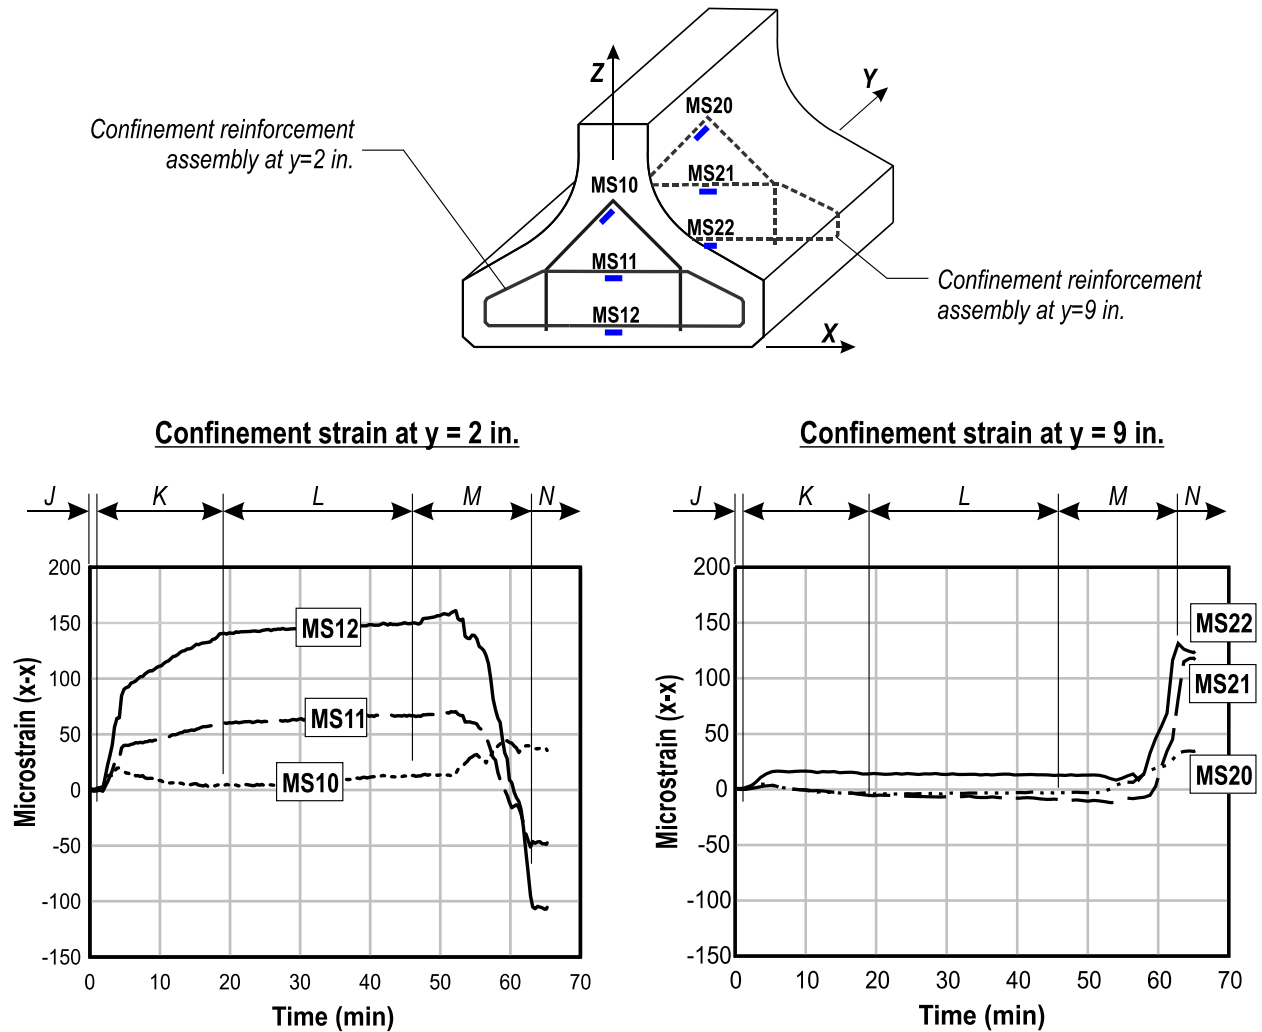 Z
Y
MS20
Confinement reinforcement
assembly at y=2 in.
MS21
MS10
MS22
MS11
Confinement reinforcement
assembly at y=9 in.
MS12
X
Confinement strain at y = 2 in.
J K L M N
200
150
100
50
0
-50
-100
-150
Microstrain (x-x)
MS12
MS11
MS10
0 10 20 30 40 50 60 70
Time (min)
Confinement strain at y = 9 in.
J K L M N
200
150
100
50
0
-50
-100
-150
Microstrain (x-x)
MS22
MS21
MS20
0 10 20 30 40 50 60 70
Time (min)